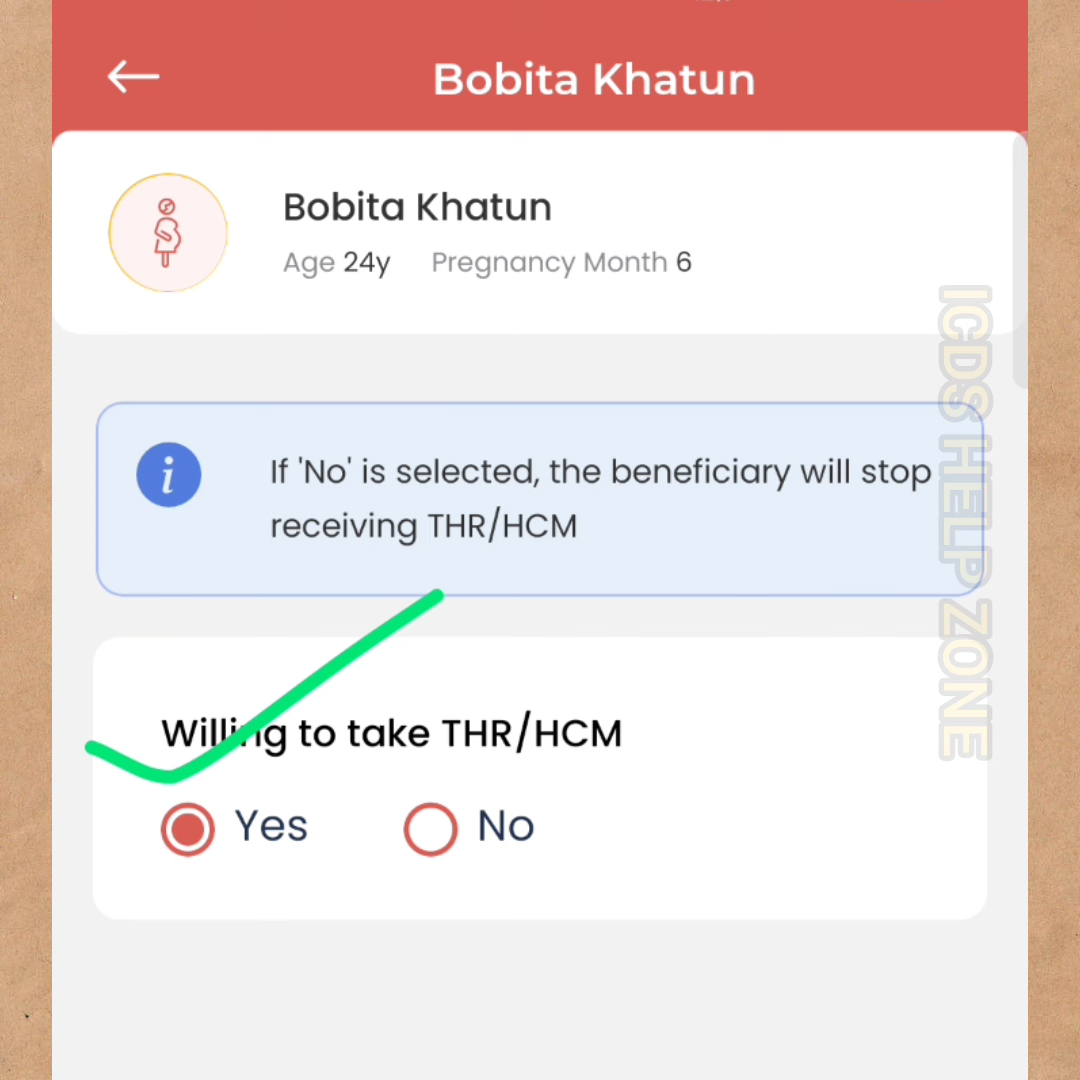 Bobita Khatun
Bobita Khatun
Age 24y Pregnancy Month 6
If 'No' is selected, the beneficiary will stop
receiving THR/HCM
Willing to take THR/HCM
Yes No
ICDS HELP ZONE